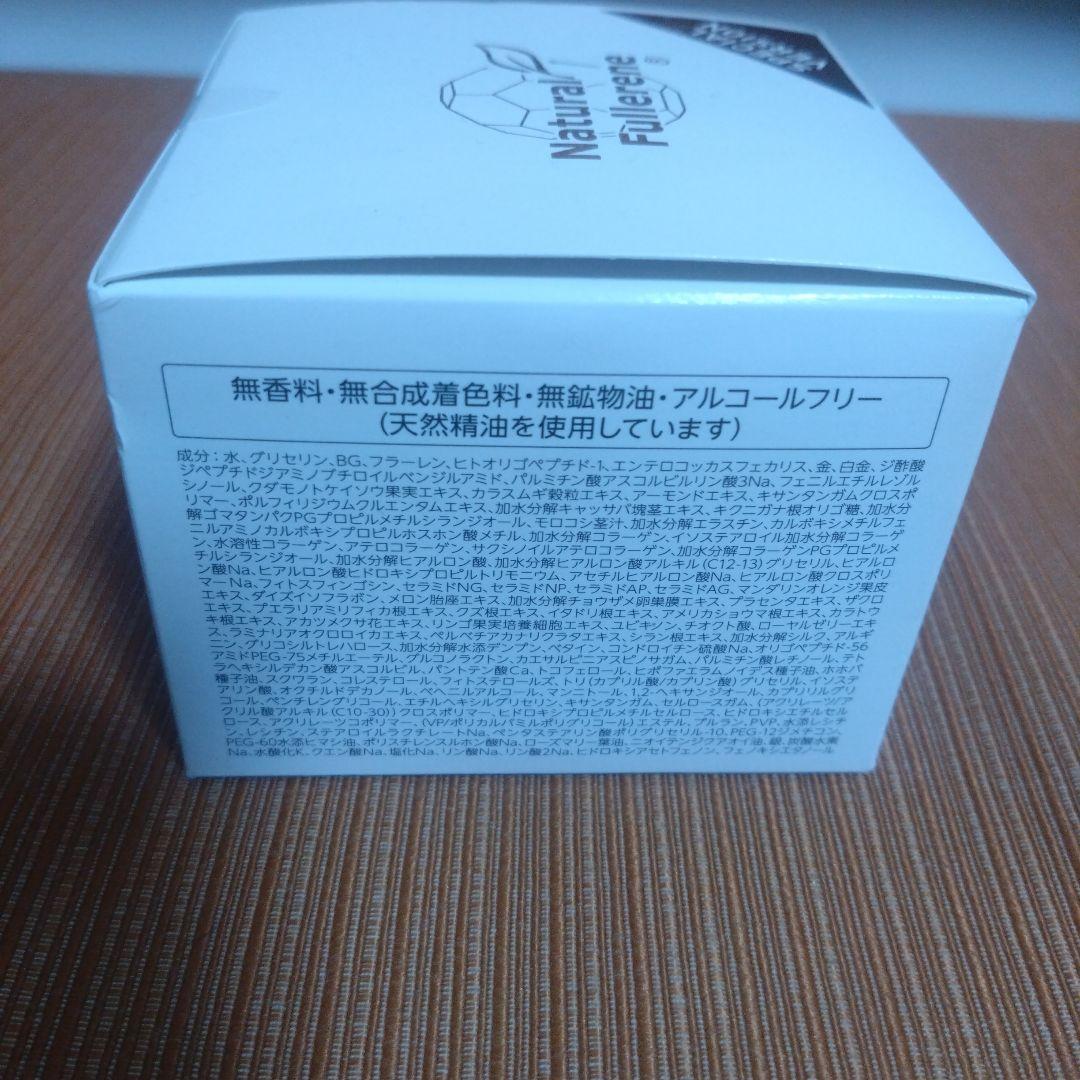 Natural
Fullerene
®
無香料・無合成着色料・無鉱物油・アルコールフリー
(天然精油を使用しています)
成分：水、グリセリン、BG、フラーレン、ヒトオリゴペプチド-1、エンテロコッカスフェカリス、金、白金、ジ酢酸
ジペプチドジアミノブチロイルベンジルアミド、パルミチン酸アスコルビルリン酸3Na、フェニルエチルレゾル
シノール、クダモノトケイソウ果実エキス、カラスムギ穀粒エキス、アーモンドエキス、キサンタンガムクロスポ
リマー、ポルフィリジウムクルエンタムエキス、加水分解キャッサバ塊茎エキス、キクニガナ根オリゴ糖、加水分
解ゴマタンパクPGプロピルメチルシランジオール、モロコシ茎汁、加水分解エラスチン、カルボキシメチルフェ
ニルアミノカルボキシプロピルホスホン酸メチル、加水分解コラーゲン、イソステアロイル加水分解コラーゲ
ン、水溶性コラーゲン、アテロコラーゲン、サクシノイルアテロコラーゲン、加水分解コラーゲンPGプロピルメ
チルシランジオール、加水分解ヒアルロン酸、加水分解ヒアルロン酸アルキル(C12-13)グリセリル、ヒアルロ
ン酸Na、ヒアルロン酸ヒドロキシプロピルトリモニウム、アセチルヒアルロン酸Na、ヒアルロン酸クロスポリ
マーNa、フィトスフィンゴシン、セラミドNG、セラミドNP、セラミドAP、セラミドAG、マンダリンオレンジ果皮
エキス、ダイズイソフラボン、メロン胎座エキス、加水分解チョウザメ卵巣膜エキス、プラセンタエキス、ザクロ
エキス、プエラリアミリフィカ根エキス、クズ根エキス、イタドリ根エキス、アメリカショウマ根エキス、カラトウ
キ根エキス、アカツメクサ花エキス、リンゴ果実培養細胞エキス、ユビキノン、チオクト酸、ローヤルゼリーエキ
ス、ラミナリアオクロロイカエキス、ペルベチアカナリクラタエキス、シラン根エキス、加水分解シルク、アルギ
ニン、グリコシルトレハロース、加水分解水添デンプン、ベタイン、コンドロイチン硫酸Na、オリゴペプチド-56
アミドPEG-75メチルエーテル、グルコノラクトン、カエサルピニアスピノサガム、パルミチン酸レチノール、テト
ラヘキシルデカン酸アスコルビル、パントテン酸Ca、トコフェロール、ヒポファエラムノイデス種子油、ホホバ
種子油、スクワラン、コレステロール、フィトステロールズ、トリ(カプリル酸/カプリン酸)グリセリル、イソステ
アリン酸、オクチルドデカノール、ベヘニルアルコール、マンニトール、1,2-ヘキサンジオール、カプリリルグリ
コール、ペンチレングリコール、エチルヘキシルグリセリン、キサンタンガム、セルロースガム、(アクリレーツ/ア
クリル酸アルキル(C10-30))クロスポリマー、ヒドロキシプロピルメチルセルロース、ヒドロキシエチルセル
ロース、アクリレーツコポリマー、(VP/ポリカルバミルポリグリコール)エステル、プルラン、PVP、水添レシチ
ン、レシチン、ステアロイルラクチレートNa、ペンタステアリン酸ポリグリセリル-10、PEG-12ジメチコン、
PEG-60水添ヒマシ油、ポリスチレンスルホン酸Na、ローズマリー葉油、ニオイテンジクアオイ油、銀、炭酸水素
Na、水酸化K、クエン酸Na、塩化Na、リン酸Na、リン酸2Na、ヒドロキシアセトフェノン、フェノキシエタノール